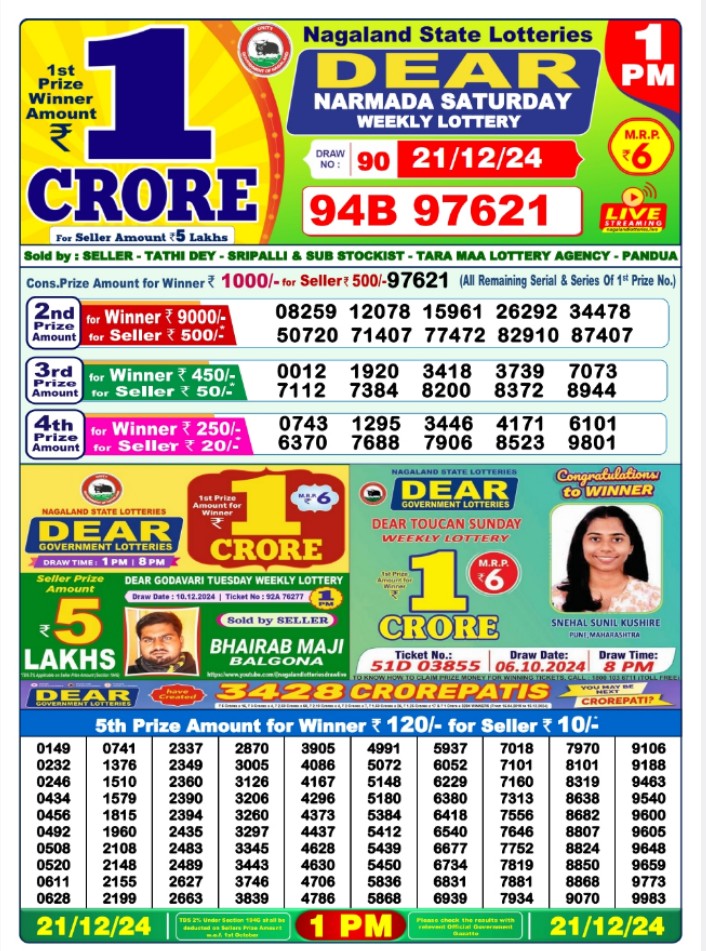 1st
Prize
Winner
Amount
₹
1
CRORE
For Seller Amount ₹5 Lakhs
Nagaland State Lotteries
DEAR
NARMADA SATURDAY
WEEKLY LOTTERY
1
PM
M.R.P.
₹6
DRAW NO : 90 21/12/24
94B 97621
LIVE
STREAMING
nagalandlotteries.live
Sold by : SELLER - TATHI DEY - SRIPALLI & SUB STOCKIST - TARA MAA LOTTERY AGENCY - PANDUA
Cons.Prize Amount for Winner ₹ 1000/- for Seller ₹ 500/- 97621 (All Remaining Serial & Series Of 1st Prize No.)
2nd Prize Amount
for Winner ₹ 9000/-
for Seller ₹ 500/-*
08259 12078 15961 26292 34478
50720 71407 77472 82910 87407
3rd Prize Amount
for Winner ₹ 450/-
for Seller ₹ 50/-*
0012 1920 3418 3739 7073
7112 7384 8200 8372 8944
4th Prize Amount
for Winner ₹ 250/-
for Seller ₹ 20/-*
0743 1295 3446 4171 6101
6370 7688 7906 8523 9801
NAGALAND STATE LOTTERIES
DEAR
GOVERNMENT LOTTERIES
DRAW TIME : 1 PM | 8 PM
1st Prize
Amount for
Winner
₹
1
CRORE
M.R.P. ₹6
Seller Prize
Amount
₹5
LAKHS
DEAR GODAVARI TUESDAY WEEKLY LOTTERY
Draw Date : 10.12.2024 | Ticket No : 92A 76277
1 PM
Sold by SELLER
BHAIRAB MAJI
BALGONA
NAGALAND STATE LOTTERIES
DEAR
GOVERNMENT LOTTERIES
DEAR TOUCAN SUNDAY
WEEKLY LOTTERY
1st Prize
Amount for
Winner
₹
1
CRORE
M.R.P.
₹6
Congratulations
to WINNER
SNEHAL SUNIL KUSHIRE
PUNE, MAHARASHTRA
Ticket No.: Draw Date: Draw Time:
51D 03855 06.10.2024 8 PM
DEAR
GOVERNMENT LOTTERIES
have
Created
3428 CROREPATIS
YOU MAY BE
NEXT
CROREPATI?
5th Prize Amount for Winner ₹ 120/- for Seller ₹ 10/-*
0149 0741 2337 2870 3905 4991 5937 7018 7970 9106
0232 1376 2349 3005 4086 5072 6052 7101 8101 9188
0246 1510 2360 3126 4167 5148 6229 7160 8319 9463
0434 1579 2390 3206 4296 5180 6380 7313 8638 9540
0456 1815 2394 3260 4373 5384 6418 7556 8682 9600
0492 1960 2435 3297 4437 5412 6540 7646 8807 9605
0508 2108 2483 3345 4628 5439 6677 7752 8824 9648
0520 2148 2489 3443 4630 5450 6734 7819 8850 9659
0611 2155 2627 3746 4706 5836 6831 7881 8868 9773
0628 2199 2663 3839 4786 5868 6939 7934 9070 9983
21/12/24
1 PM
Please check the results with
relevant Official Government
Gazette
21/12/24